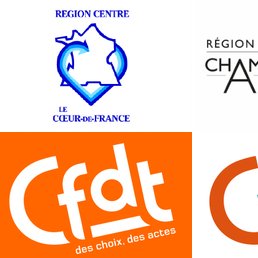 REGION CENTRE
LE
CŒUR-DE-FRANCE
RÉGION
CHAM
A
Cfdt
des choix, des actes
C